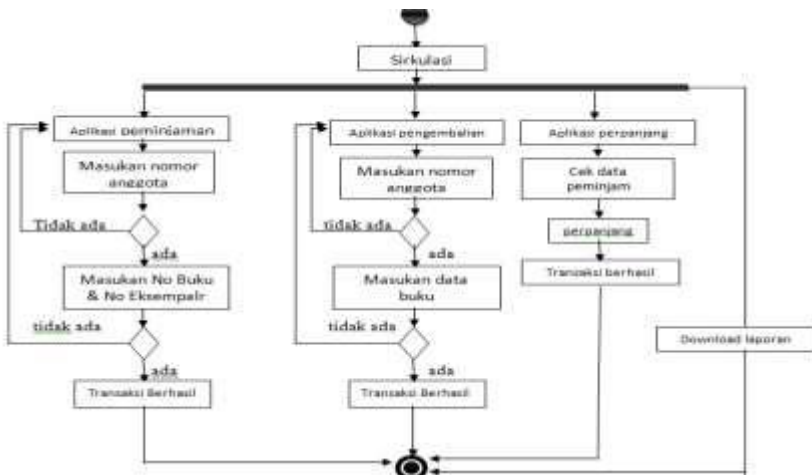 Sirkulasi
Aplikasi peminjaman
Masukan nomor
anggota
Tidak ada
ada
Masukan No Buku
& No Eksempalr
tidak ada
ada
Transaksi Berhasil
Aplikasi pengembalian
Masukan nomor
anggota
tidak ada
ada
Masukan data
buku
tidak ada
ada
Transaksi Berhasil
Aplikasi perpanjang
Cek data
peminjam
perpanjang
Transaksi berhasil
Download laporan